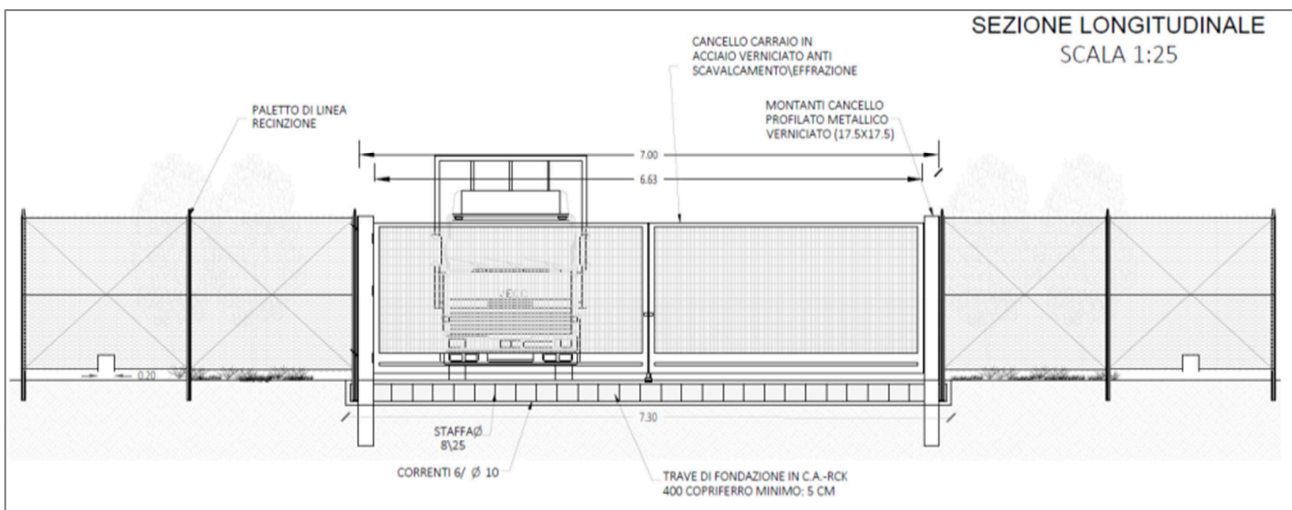 SEZIONE LONGITUDINALE
SCALA 1:25
CANCELLO CARRAIO IN
ACCIAIO VERNICIATO ANTI
SCAVALCAMENTO\EFFRAZIONE
PALETTO DI LINEA
RECINZIONE
MONTANTI CANCELLO
PROFILATO METALLICO
VERNICIATO (17.5X17.5)
7.00
6.63
0.20
7.30
STAFFAØ
8\25
CORRENTI 6/ Ø 10
TRAVE DI FONDAZIONE IN C.A.-RCK
400 COPRIFERRO MINIMO: 5 CM